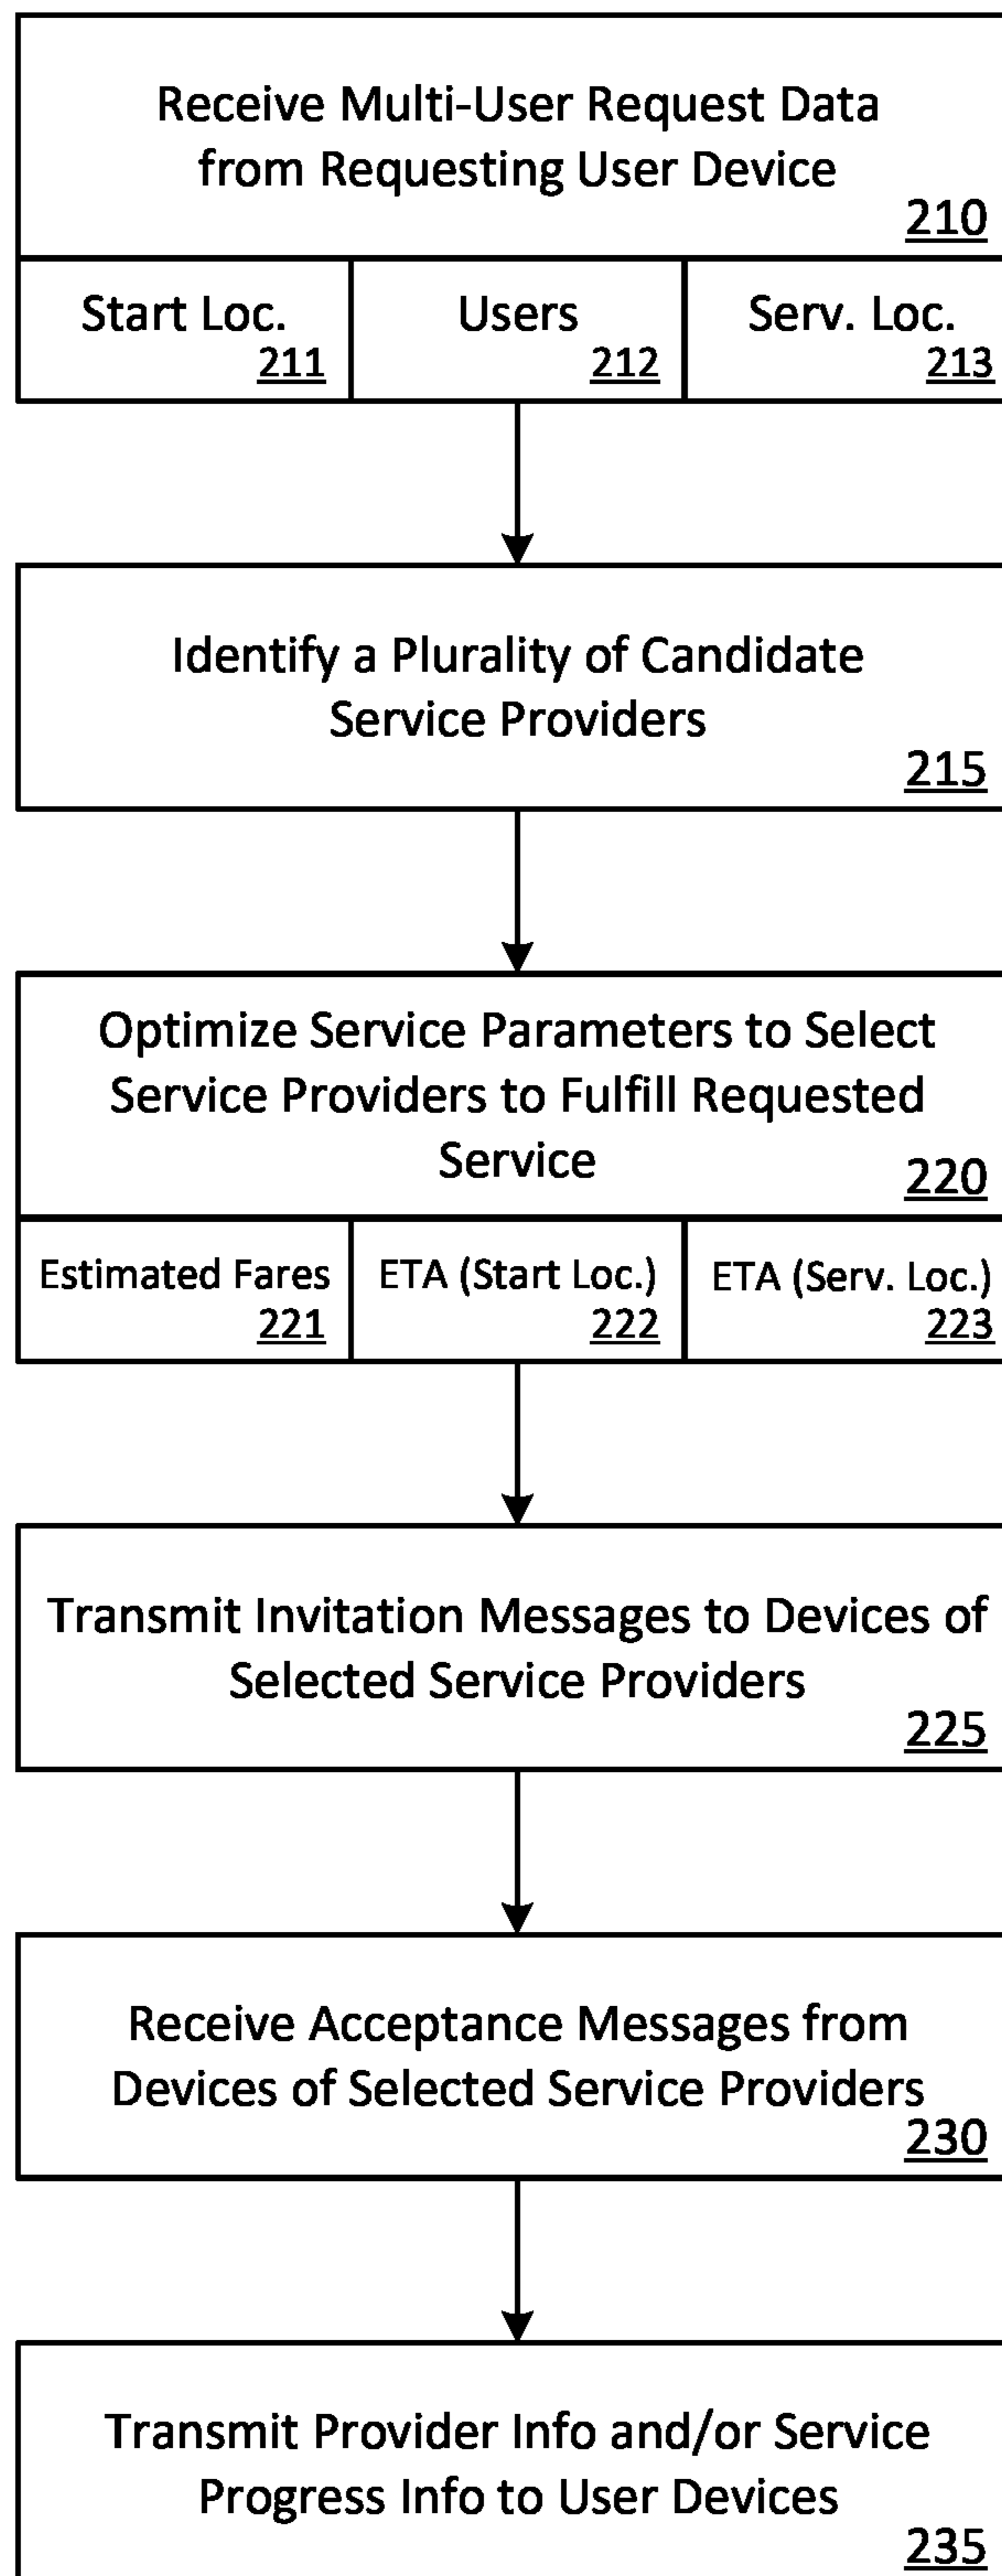 Receive Multi-User Request Data
from Requesting User Device
210
Start Loc.
211
Users
212
Serv. Loc.
213
Identify a Plurality of Candidate
Service Providers
215
Optimize Service Parameters to Select
Service Providers to Fulfill Requested
Service
220
Estimated Fares
221
ETA (Start Loc.)
222
ETA (Serv. Loc.)
223
Transmit Invitation Messages to Devices of
Selected Service Providers
225
Receive Acceptance Messages from
Devices of Selected Service Providers
230
Transmit Provider Info and/or Service
Progress Info to User Devices
235